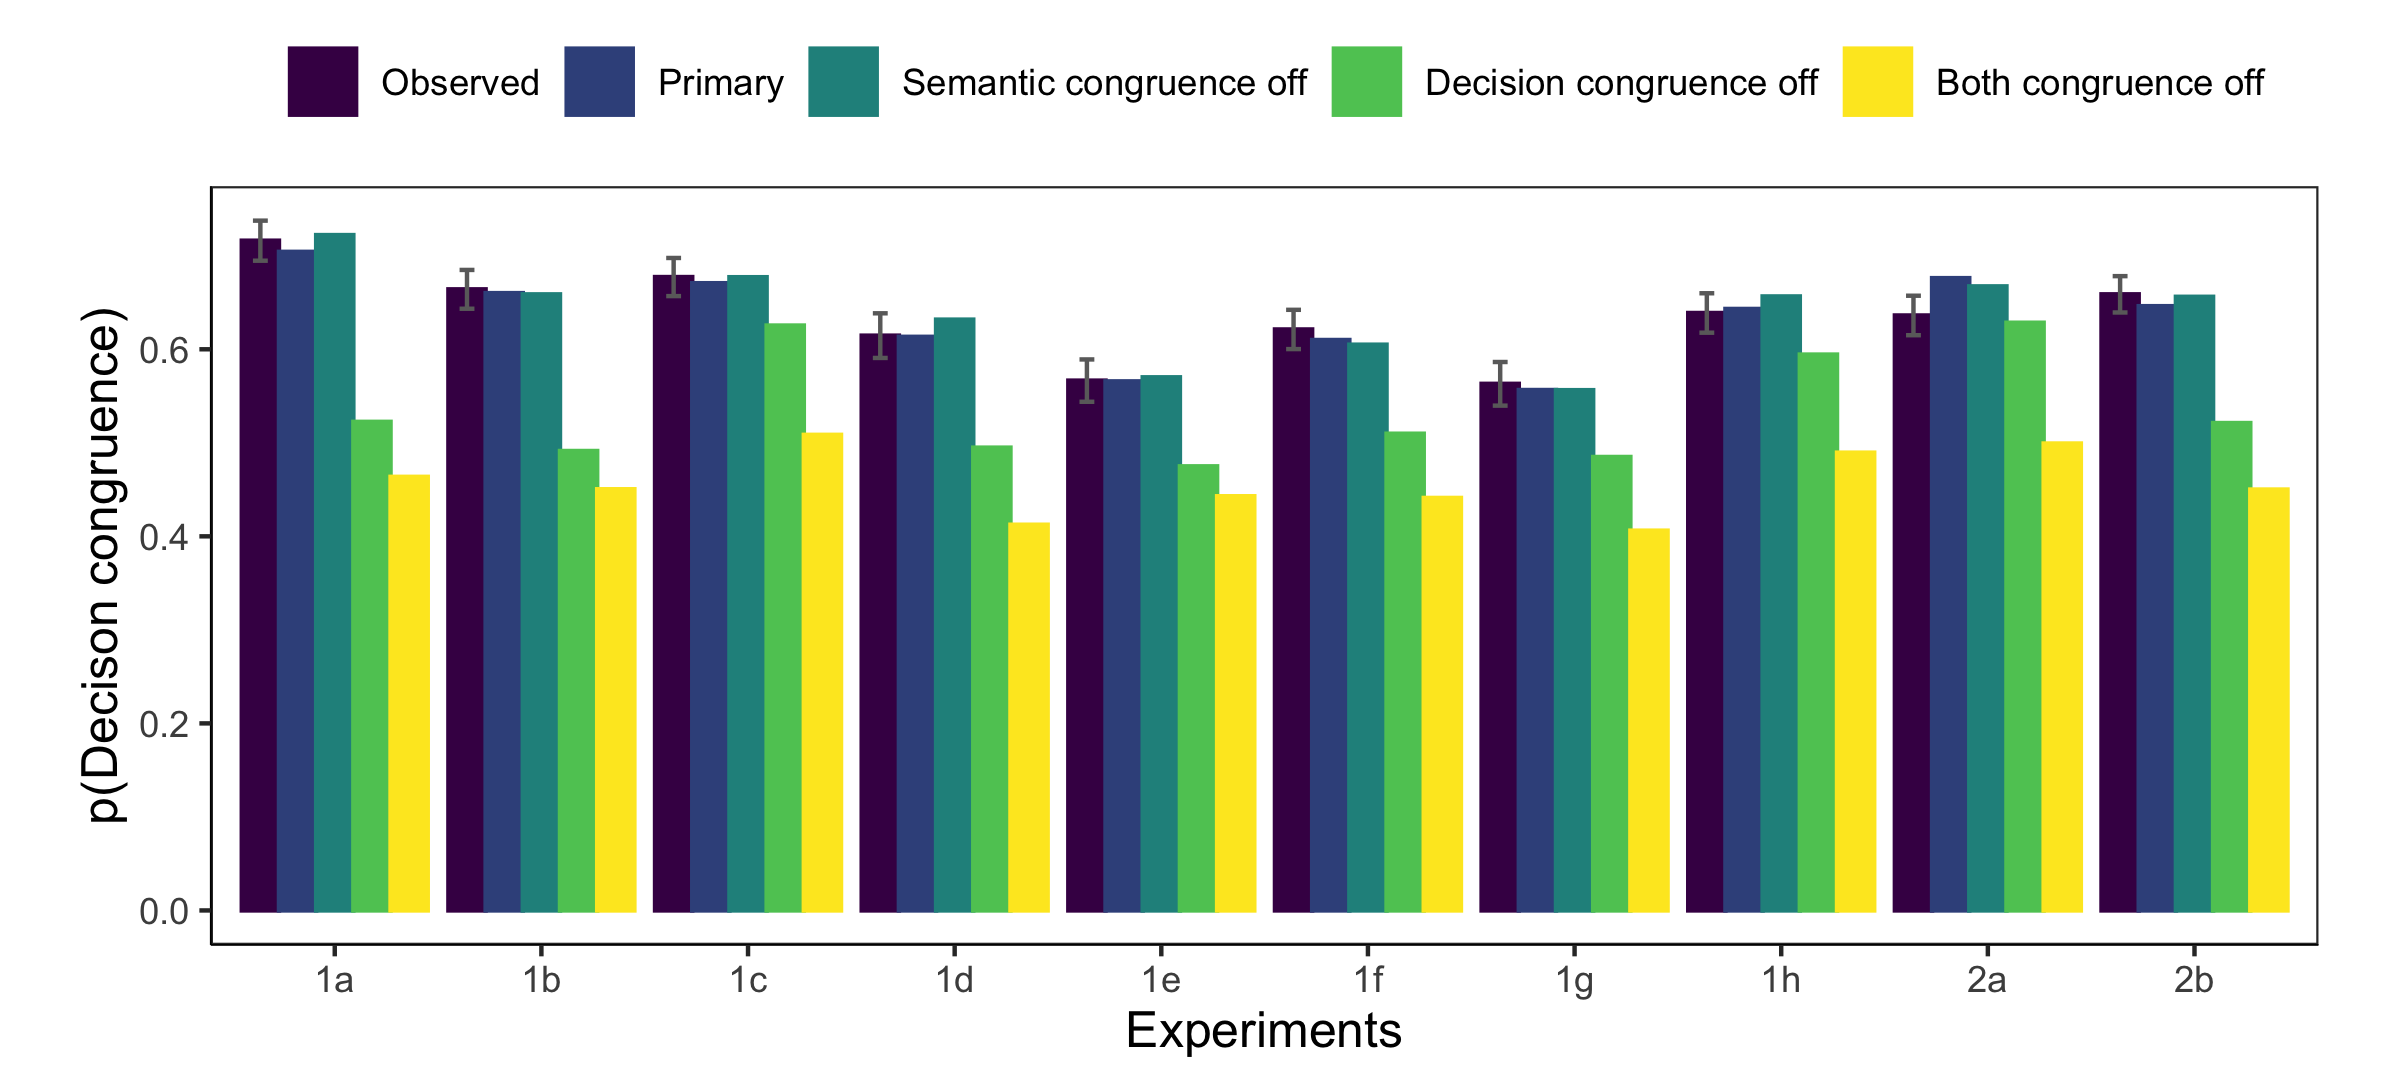 Observed Primary Semantic congruence off Decision congruence off Both congruence off
p(Decison congruence)
0.6
0.4
0.2
0.0
1a 1b 1c 1d 1e 1f 1g 1h 2a 2b
Experiments